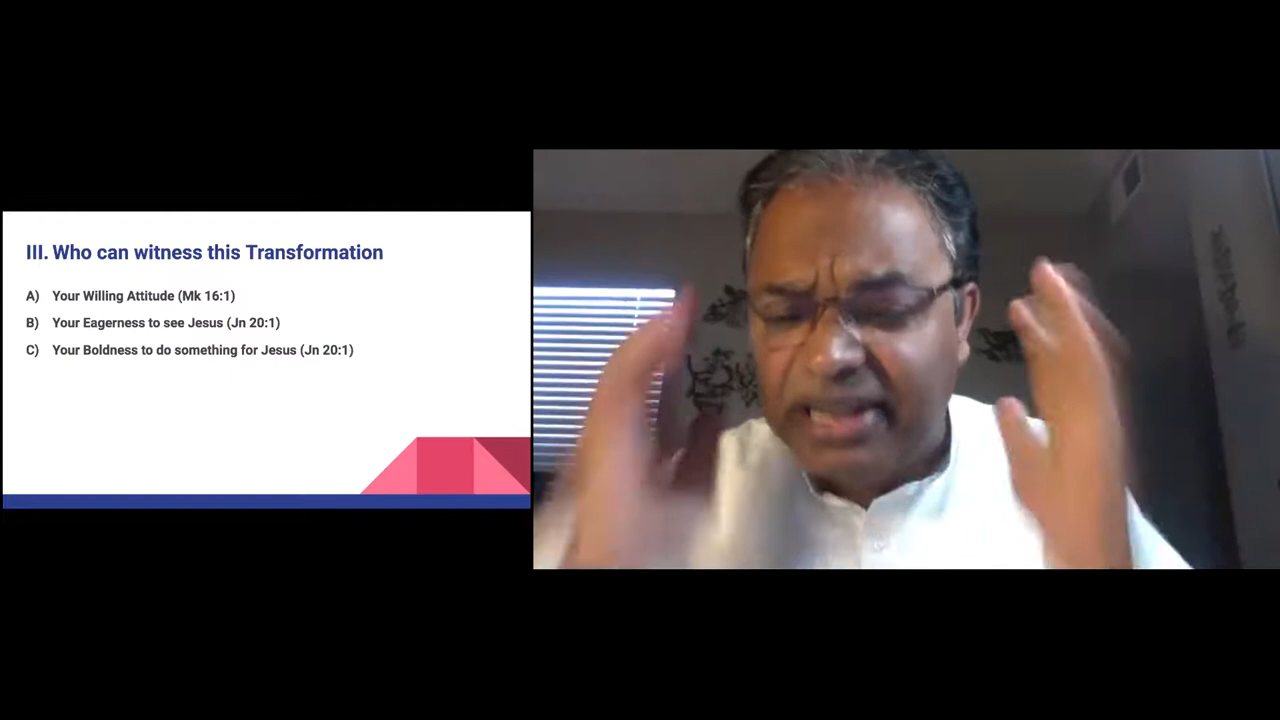 III. Who can witness this Transformation
A) Your Willing Attitude (Mk 16:1)
B) Your Eagerness to see Jesus (Jn 20:1)
C) Your Boldness to do something for Jesus (Jn 20:1)